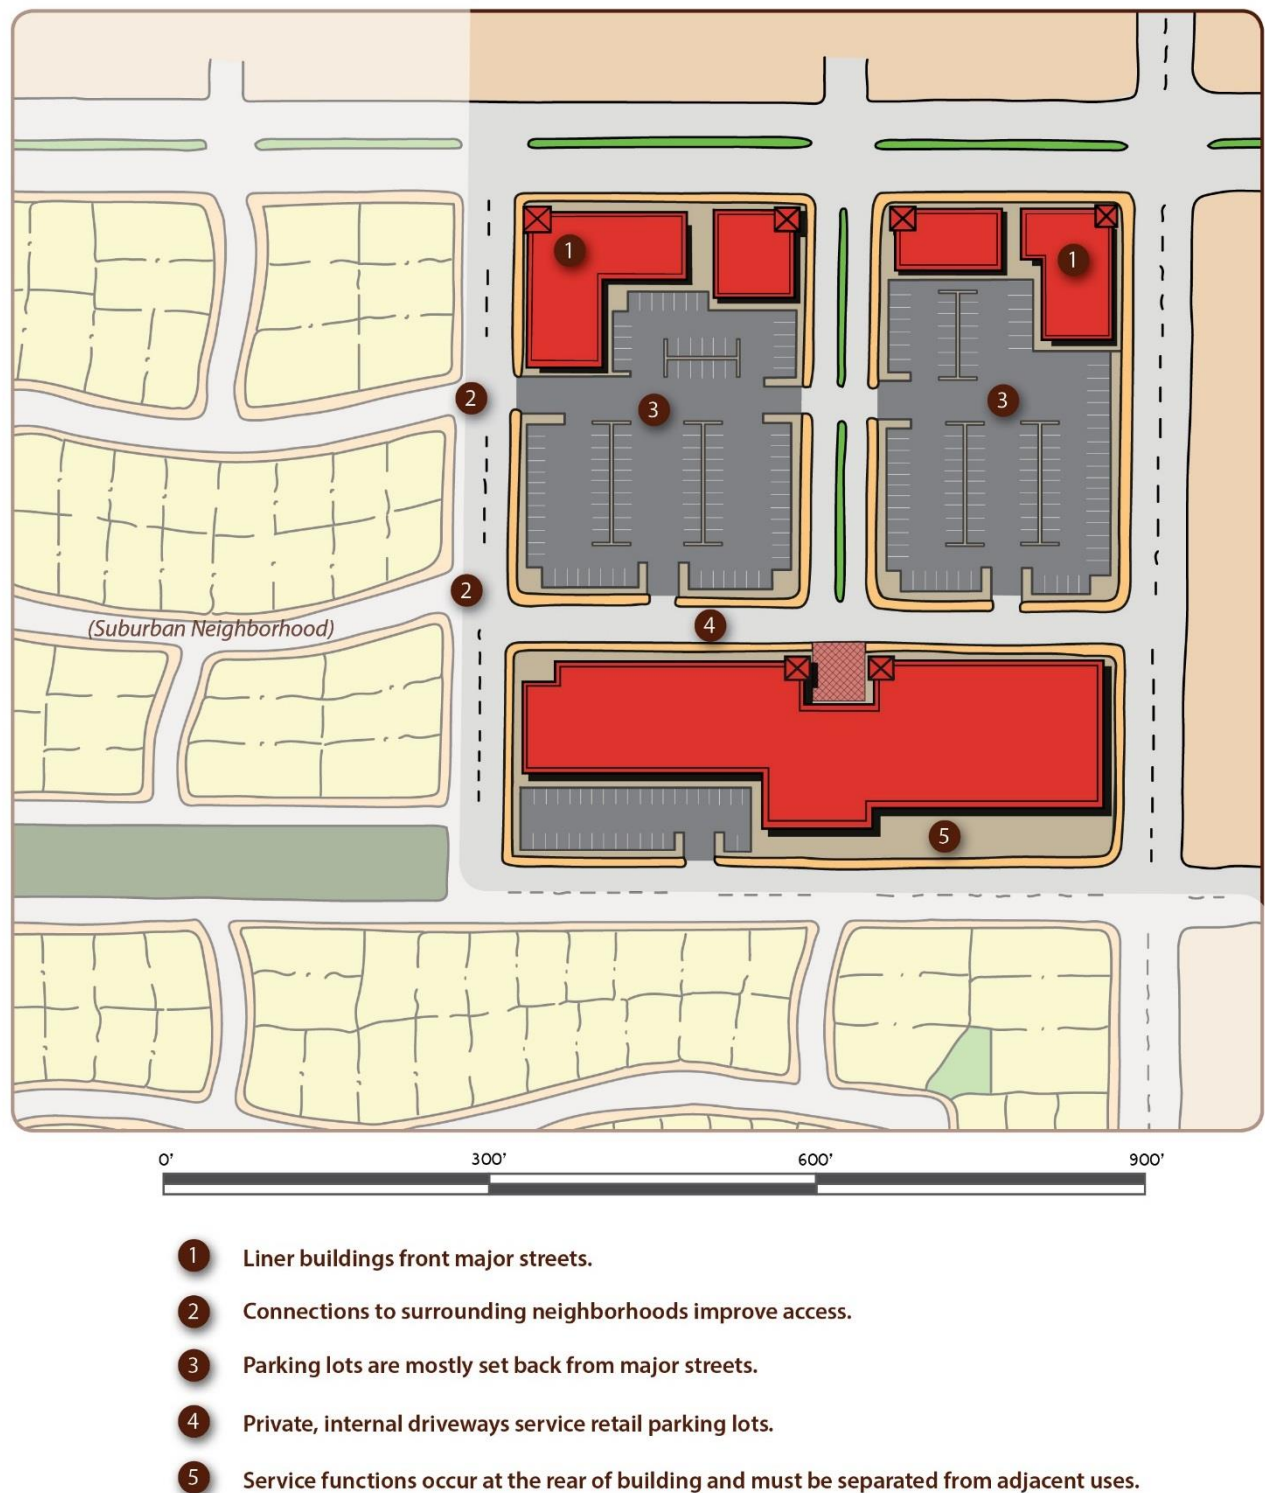 1
1
2
3
3
2
4
(Suburban Neighborhood)
5
0' 300' 600' 900'
1 Liner buildings front major streets.
2 Connections to surrounding neighborhoods improve access.
3 Parking lots are mostly set back from major streets.
4 Private, internal driveways service retail parking lots.
5 Service functions occur at the rear of building and must be separated from adjacent uses.